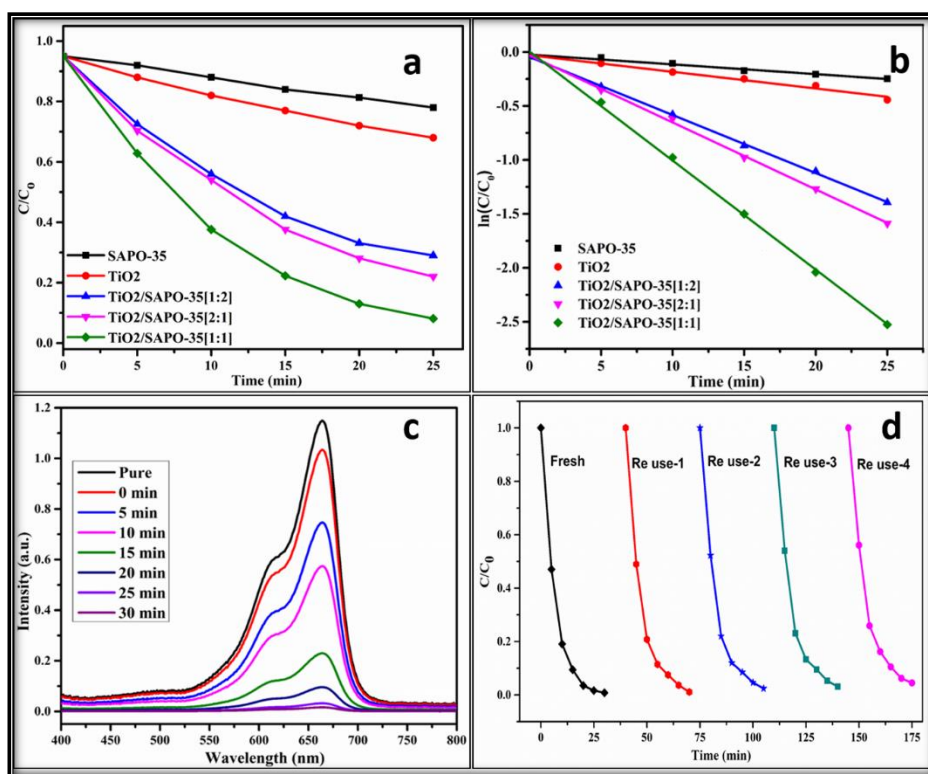 a
1.0
0.8
0.6
0.4
0.2
0.0
C/C0
SAPO-35
TiO2
TiO2/SAPO-35[1:2]
TiO2/SAPO-35[2:1]
TiO2/SAPO-35[1:1]
0 5 10 15 20 25
Time (min)
b
0.0
-0.5
-1.0
-1.5
-2.0
-2.5
ln(C/C0)
SAPO-35
TiO2
TiO2/SAPO-35[1:2]
TiO2/SAPO-35[2:1]
TiO2/SAPO-35[1:1]
0 5 10 15 20 25
Time (min)
c
1.2
1.0
0.8
0.6
0.4
0.2
0.0
Intensity (a.u.)
Pure
0 min
5 min
10 min
15 min
20 min
25 min
30 min
400 450 500 550 600 650 700 750 800
Wavelength (nm)
d
1.0
0.8
0.6
0.4
0.2
0.0
C/C0
Fresh Re use-1 Re use-2 Re use-3 Re use-4
0 25 50 75 100 125 150 175
Time (min)